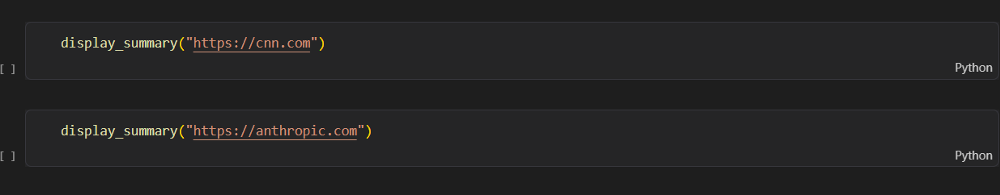 display_summary("https://cnn.com")
[ ]
Python
display_summary("https://anthropic.com")
[ ]
Python